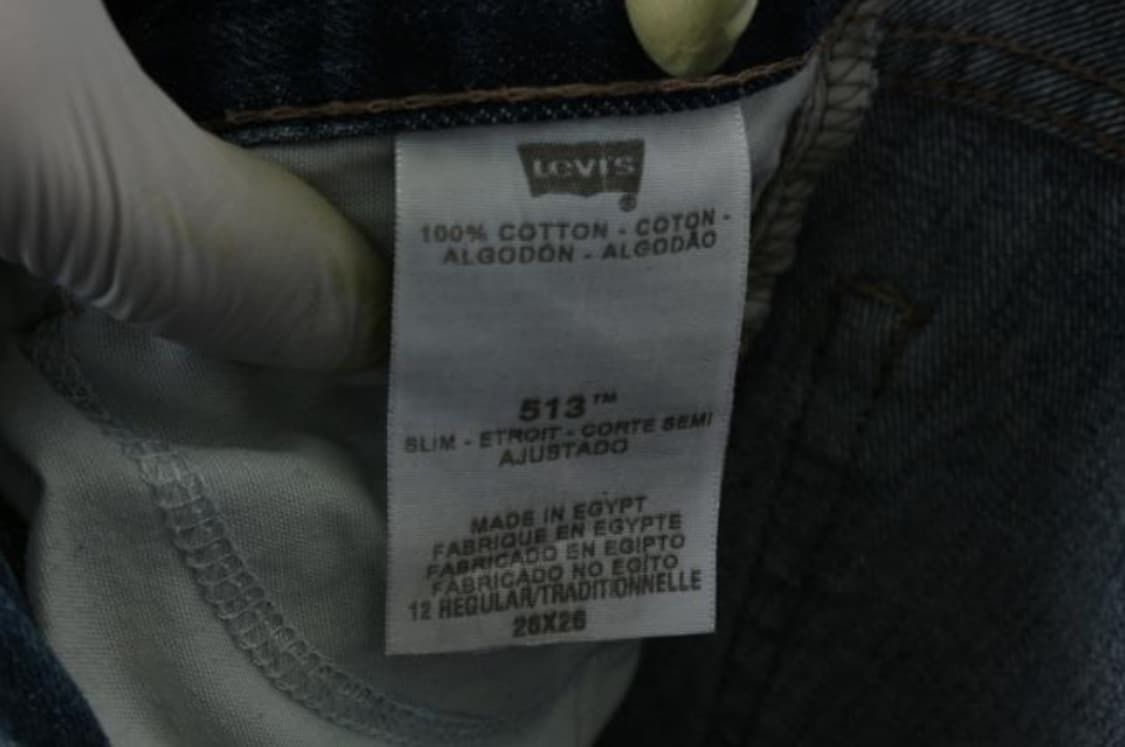 Levi's
®
100% COTTON - COTON -
ALGODÓN - ALGODÃO
513™
SLIM - ETROIT - CORTE SEMI
AJUSTADO
MADE IN EGYPT
FABRIQUE EN EGYPTE
FABRICADO EN EGIPTO
FABRICADO NO EGITO
12 REGULAR/TRADITIONNELLE
26X26